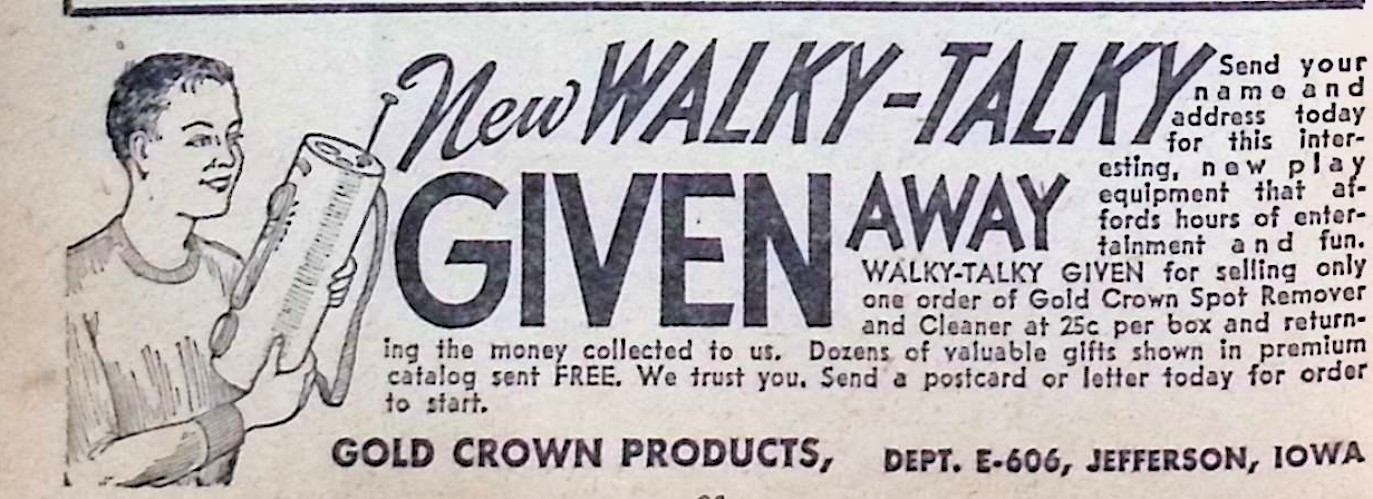 New WALKY-TALKY
GIVEN AWAY
Send your
name and
address today
for this inter-
esting, new play
equipment that af-
fords hours of enter-
tainment and fun.
WALKY-TALKY GIVEN for selling only
one order of Gold Crown Spot Remover
and Cleaner at 25c per box and return-
ing the money collected to us. Dozens of valuable gifts shown in premium
catalog sent FREE. We trust you. Send a postcard or letter today for order
to start.
GOLD CROWN PRODUCTS, DEPT. E-606, JEFFERSON, IOWA